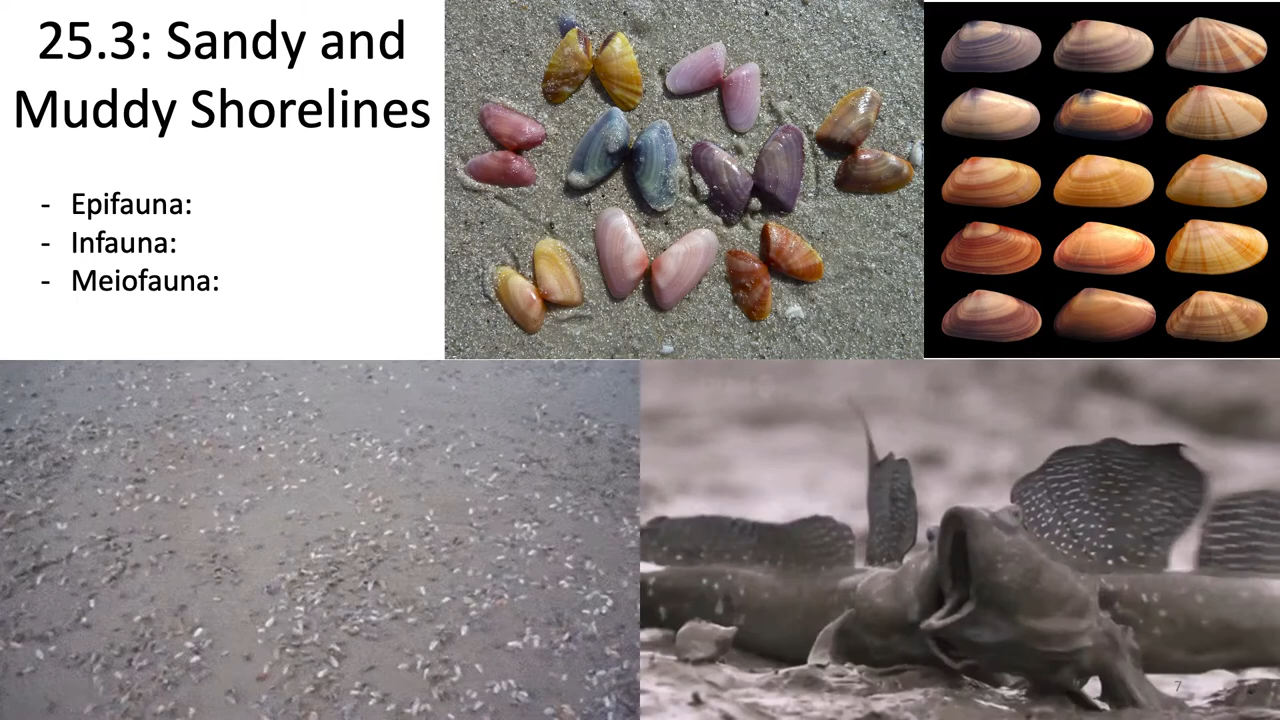 25.3: Sandy and
Muddy Shorelines
- Epifauna:
- Infauna:
- Meiofauna:
7